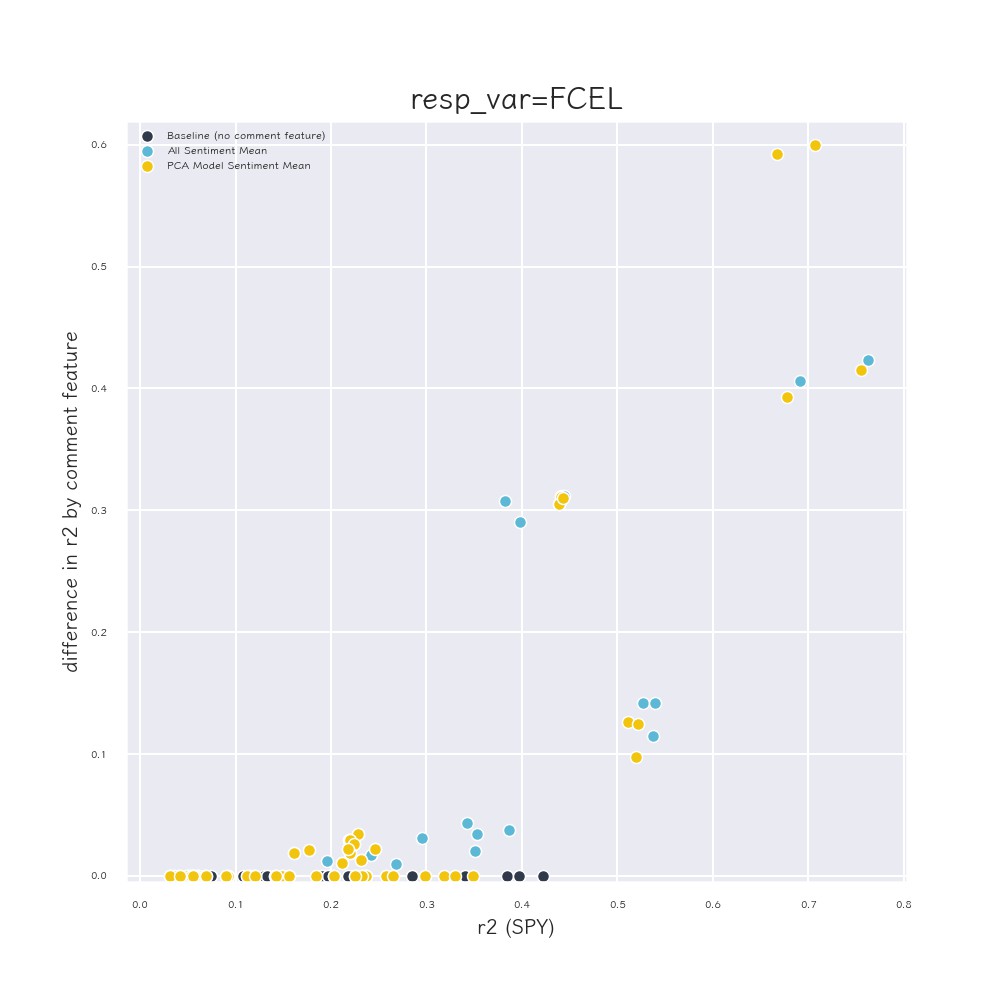 resp_var=FCEL
Baseline (no comment feature)
All Sentiment Mean
PCA Model Sentiment Mean
difference in r2 by comment feature
0.6
0.5
0.4
0.3
0.2
0.1
0.0
0.0 0.1 0.2 0.3 0.4 0.5 0.6 0.7 0.8
r2 (SPY)